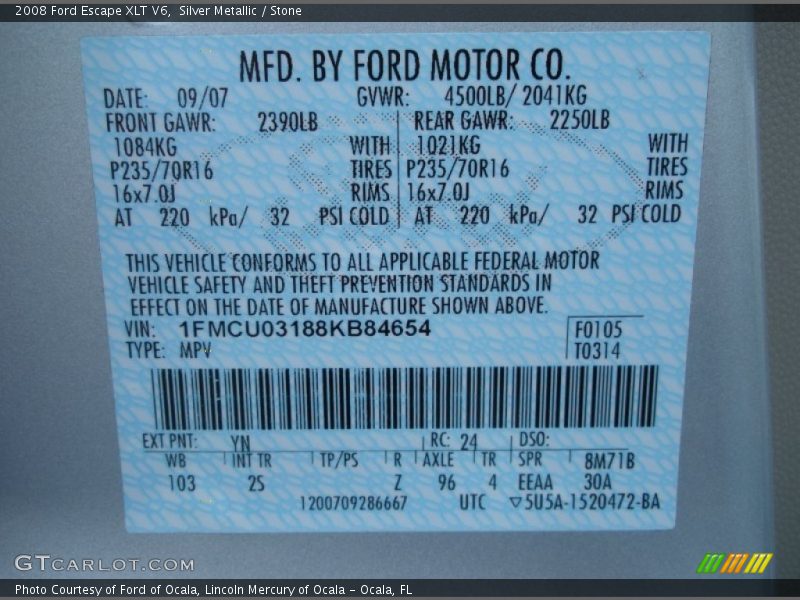 2008 Ford Escape XLT V6, Silver Metallic / Stone
MFD. BY FORD MOTOR CO.
DATE: 09/07 GVWR: 4500LB/ 2041KG
FRONT GAWR: 2390LB REAR GAWR: 2250LB
1084KG WITH 1021KG WITH
P235/70R16 TIRES P235/70R16 TIRES
16x7.0J RIMS 16x7.0J RIMS
AT 220 kPa/ 32 PSI COLD AT 220 kPa/ 32 PSI COLD
THIS VEHICLE CONFORMS TO ALL APPLICABLE FEDERAL MOTOR
VEHICLE SAFETY AND THEFT PREVENTION STANDARDS IN
EFFECT ON THE DATE OF MANUFACTURE SHOWN ABOVE.
VIN: 1FMCU03188KB84654 F0105
TYPE: MPV T0314
EXT PNT: YN RC: 24 DSO:
WB INT TR TP/PS R AXLE TR SPR 8M71B
103 2S Z 96 4 EEAA 30A
1200709286667 UTC ▽5U5A-1520472-BA
GTCARLOT.COM
Photo Courtesy of Ford of Ocala, Lincoln Mercury of Ocala - Ocala, FL